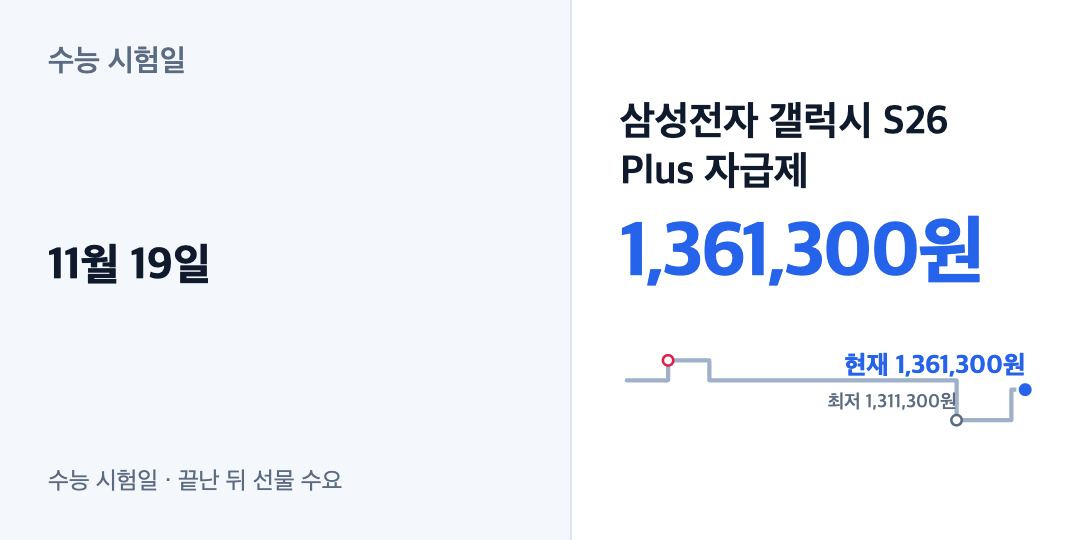 수능 시험일
11월 19일
수능 시험일 · 끝난 뒤 선물 수요
삼성전자 갤럭시 S26
Plus 자급제
1,361,300원
현재 1,361,300원
최저 1,311,300원